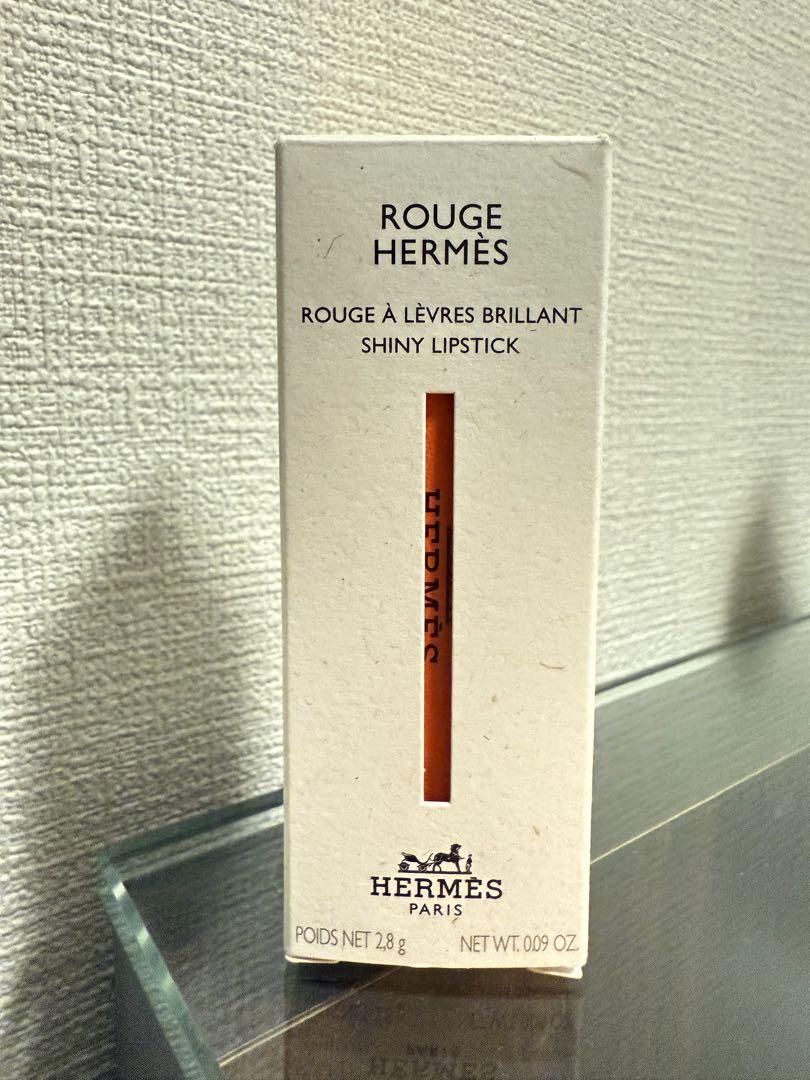 ROUGE
HERMÈS
ROUGE À LÈVRES BRILLANT
SHINY LIPSTICK
HERMÈS
HERMÈS
PARIS
POIDS NET 2,8 g
NET WT. 0.09 OZ.